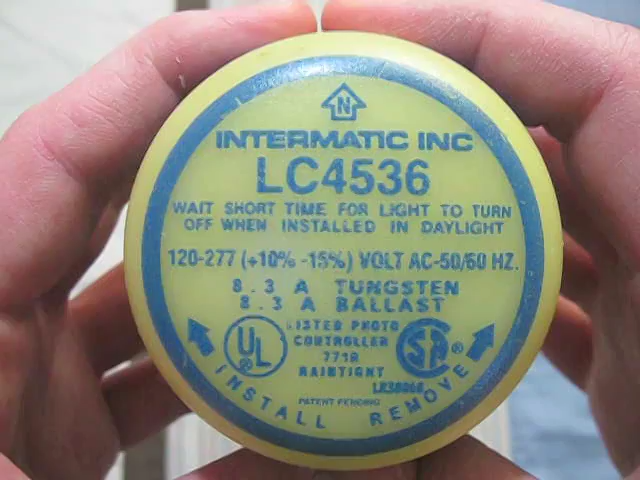 N
INTERMATIC INC
LC4536
WAIT SHORT TIME FOR LIGHT TO TURN
OFF WHEN INSTALLED IN DAYLIGHT
120-277 (+10% -15%) VOLT AC-50/60 HZ.
8.3 A TUNGSTEN
8.3 A BALLAST
UL ®
LISTED PHOTO
CONTROLLER
771R
RAINTIGHT
SA ®
PATENT PENDING
INSTALL REMOVE